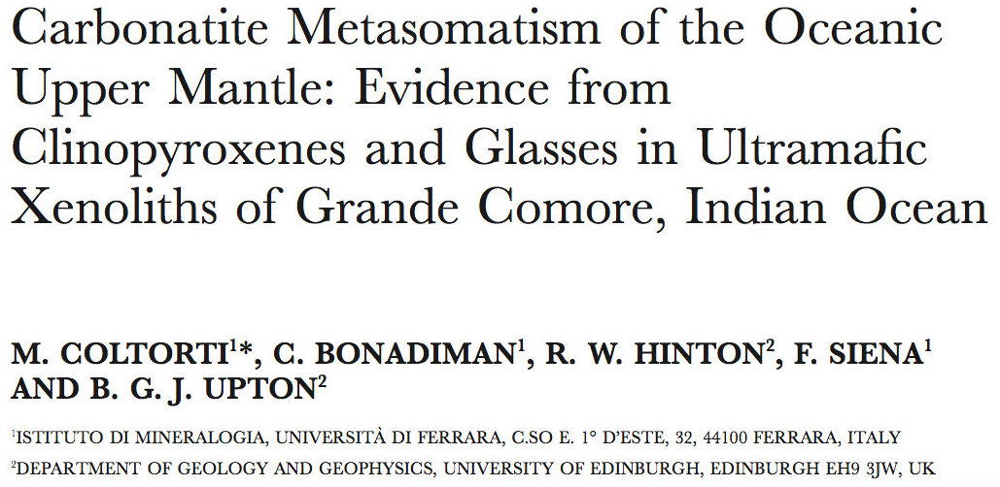 Carbonatite Metasomatism of the Oceanic
Upper Mantle: Evidence from
Clinopyroxenes and Glasses in Ultramafic
Xenoliths of Grande Comore, Indian Ocean
M. COLTORTI¹*, C. BONADIMAN¹, R. W. HINTON², F. SIENA¹
AND B. G. J. UPTON²
¹ISTITUTO DI MINERALOGIA, UNIVERSITÀ DI FERRARA, C.SO E. 1° D’ESTE, 32, 44100 FERRARA, ITALY
²DEPARTMENT OF GEOLOGY AND GEOPHYSICS, UNIVERSITY OF EDINBURGH, EDINBURGH EH9 3JW, UK